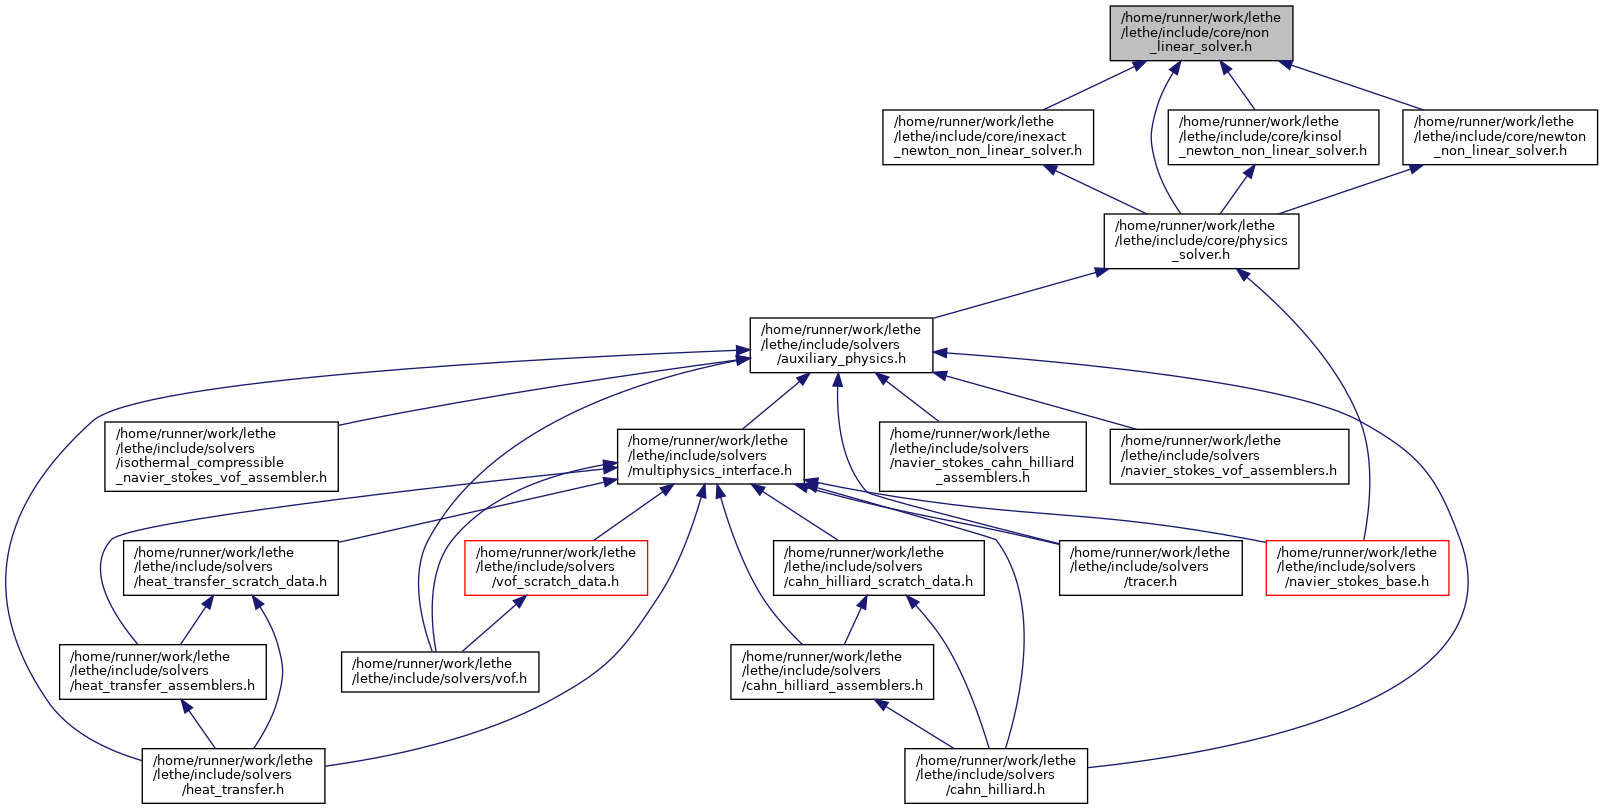 /home/runner/work/lethe
/lethe/include/core/non
_linear_solver.h
/home/runner/work/lethe
/lethe/include/core/inexact
_newton_non_linear_solver.h
/home/runner/work/lethe
/lethe/include/core/kinsol
_newton_non_linear_solver.h
/home/runner/work/lethe
/lethe/include/core/newton
_non_linear_solver.h
/home/runner/work/lethe
/lethe/include/core/physics
_solver.h
/home/runner/work/lethe
/lethe/include/solvers
/auxiliary_physics.h
/home/runner/work/lethe
/lethe/include/solvers
/isothermal_compressible
_navier_stokes_vof_assembler.h
/home/runner/work/lethe
/lethe/include/solvers
/multiphysics_interface.h
/home/runner/work/lethe
/lethe/include/solvers
/navier_stokes_cahn_hilliard
_assemblers.h
/home/runner/work/lethe
/lethe/include/solvers
/navier_stokes_vof_assemblers.h
/home/runner/work/lethe
/lethe/include/solvers
/heat_transfer_scratch_data.h
/home/runner/work/lethe
/lethe/include/solvers
/vof_scratch_data.h
/home/runner/work/lethe
/lethe/include/solvers
/cahn_hilliard_scratch_data.h
/home/runner/work/lethe
/lethe/include/solvers
/tracer.h
/home/runner/work/lethe
/lethe/include/solvers
/navier_stokes_base.h
/home/runner/work/lethe
/lethe/include/solvers
/heat_transfer_assemblers.h
/home/runner/work/lethe
/lethe/include/solvers/vof.h
/home/runner/work/lethe
/lethe/include/solvers
/cahn_hilliard_assemblers.h
/home/runner/work/lethe
/lethe/include/solvers
/heat_transfer.h
/home/runner/work/lethe
/lethe/include/solvers
/cahn_hilliard.h